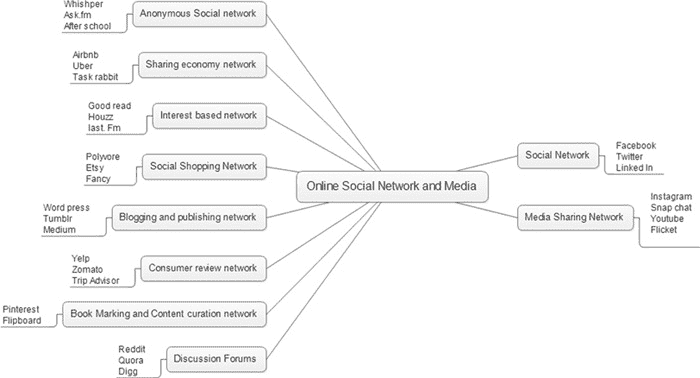 Whishper
Ask.fm
After school
Anonymous Social network
Airbnb
Uber
Task rabbit
Sharing economy network
Good read
Houzz
last. Fm
Interest based network
Polyvore
Etsy
Fancy
Social Shopping Network
Word press
Tumblr
Medium
Blogging and publishing network
Yelp
Zomato
Trip Advisor
Consumer review network
Pinterest
Flipboard
Book Marking and Content curation network
Reddit
Quora
Digg
Discussion Forums
Online Social Network and Media
Social Network
Facebook
Twitter
Linked In
Media Sharing Network
Instagram
Snap chat
Youtube
Flicket